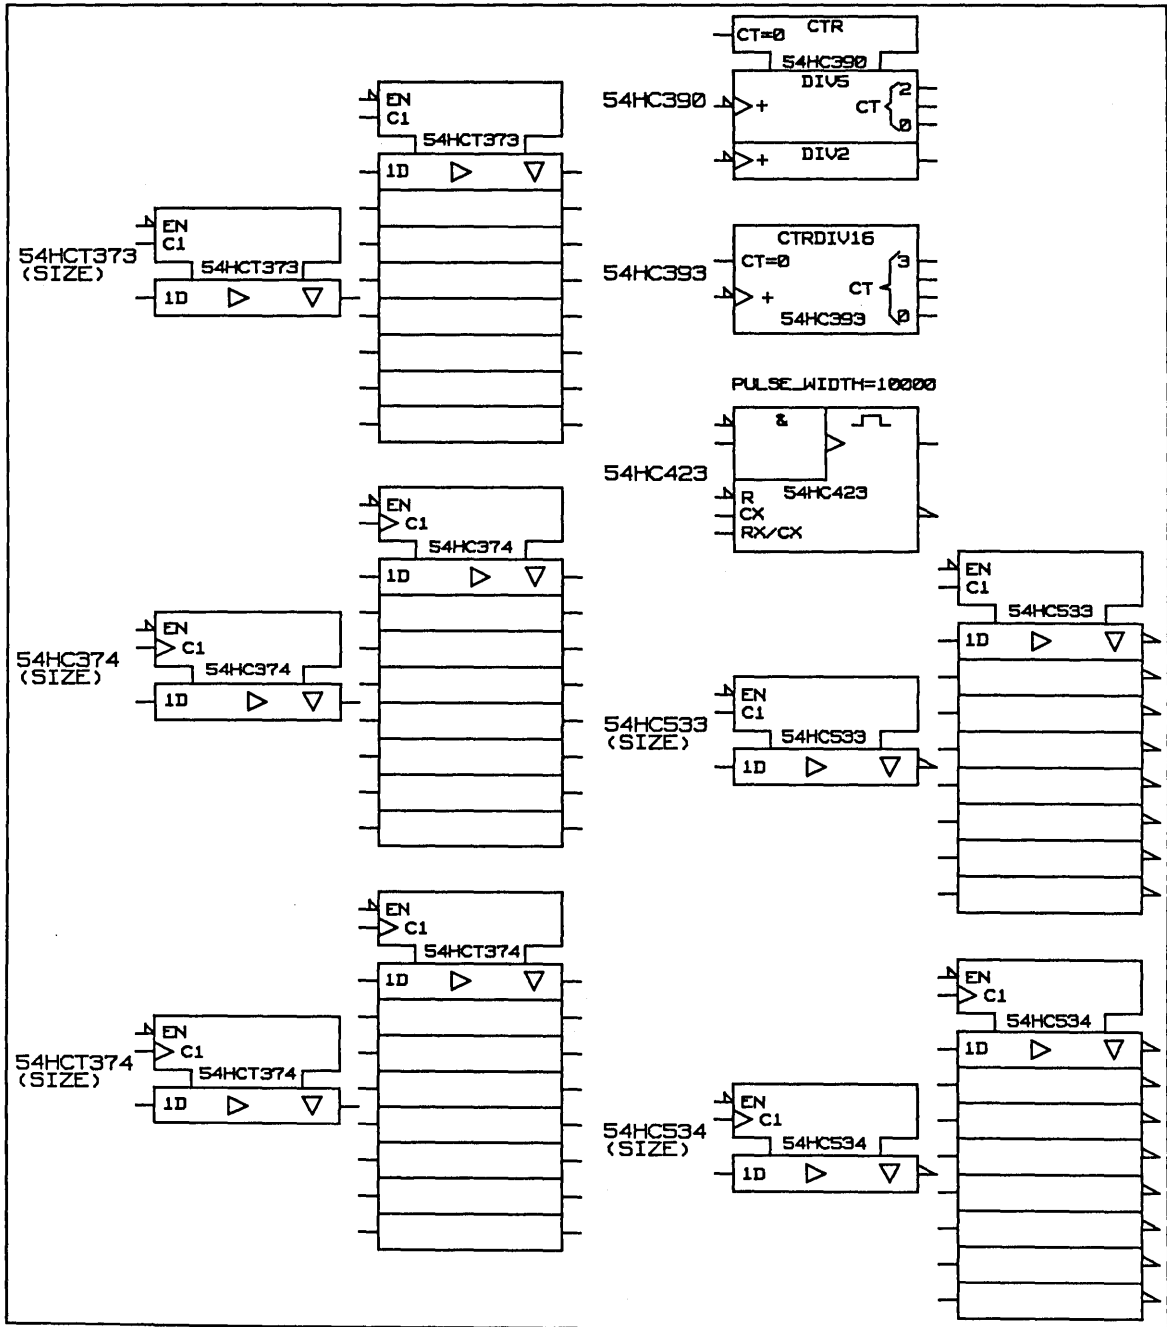 EN
C1
54HCT373
1D
54HCT373
(SIZE)
EN
C1
54HCT373
1D
EN
C1
54HC374
1D
54HC374
(SIZE)
EN
C1
54HC374
1D
EN
C1
54HCT374
1D
54HCT374
(SIZE)
EN
C1
54HCT374
1D
CT=0 CTR
54HC390
54HC390
DIV5
+
CT
2
0
+ DIV2
54HC393
CTRDIV16
CT=0
+
CT
3
0
54HC393
PULSE_WIDTH=10000
54HC423
&
54HC423
R
CX
RX/CX
EN
C1
54HC533
1D
54HC533
(SIZE)
EN
C1
54HC533
1D
EN
C1
54HC534
1D
54HC534
(SIZE)
EN
C1
54HC534
1D